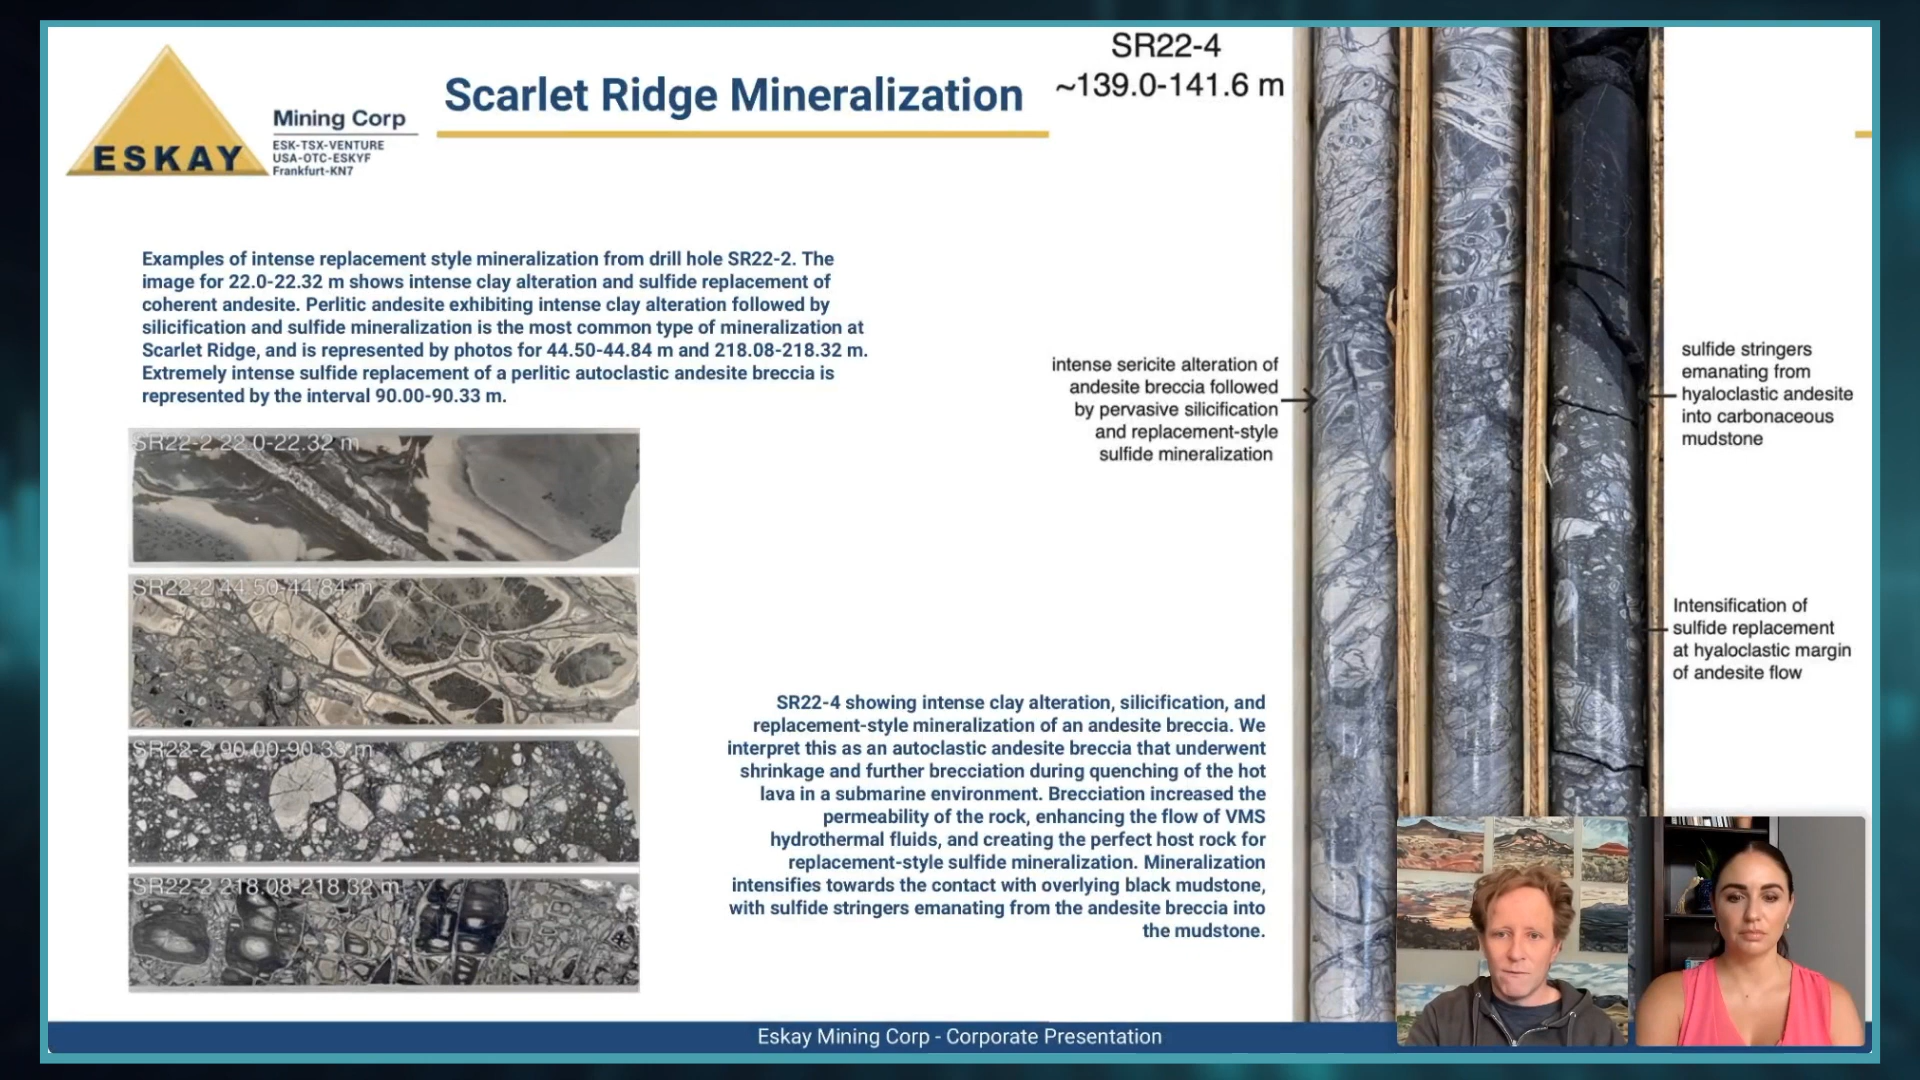 ESKAY
Mining Corp
ESK-TSX-VENTURE
USA-OTC-ESKYF
Frankfurt-KN7
Scarlet Ridge Mineralization
SR22-4
~139.0-141.6 m
Examples of intense replacement style mineralization from drill hole SR22-2. The
image for 22.0-22.32 m shows intense clay alteration and sulfide replacement of
coherent andesite. Perlitic andesite exhibiting intense clay alteration followed by
silicification and sulfide mineralization is the most common type of mineralization at
Scarlet Ridge, and is represented by photos for 44.50-44.84 m and 218.08-218.32 m.
Extremely intense sulfide replacement of a perlitic autoclastic andesite breccia is
represented by the interval 90.00-90.33 m.
SR22-2 22.0-22.32 m
SR22-2 44.50-44.84 m
SR22-2 90.00-90.33 m
SR22-2 218.08-218.32 m
intense sericite alteration of
andesite breccia followed
by pervasive silicification
and replacement-style
sulfide mineralization
sulfide stringers
emanating from
hyaloclastic andesite
into carbonaceous
mudstone
Intensification of
sulfide replacement
at hyaloclastic margin
of andesite flow
SR22-4 showing intense clay alteration, silicification, and
replacement-style mineralization of an andesite breccia. We
interpret this as an autoclastic andesite breccia that underwent
shrinkage and further brecciation during quenching of the hot
lava in a submarine environment. Brecciation increased the
permeability of the rock, enhancing the flow of VMS
hydrothermal fluids, and creating the perfect host rock for
replacement-style sulfide mineralization. Mineralization
intensifies towards the contact with overlying black mudstone,
with sulfide stringers emanating from the andesite breccia into
the mudstone.
Eskay Mining Corp - Corporate Presentation